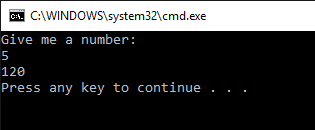 C:\WINDOWS\system32\cmd.exe
Give me a number:
5
120
Press any key to continue . . .